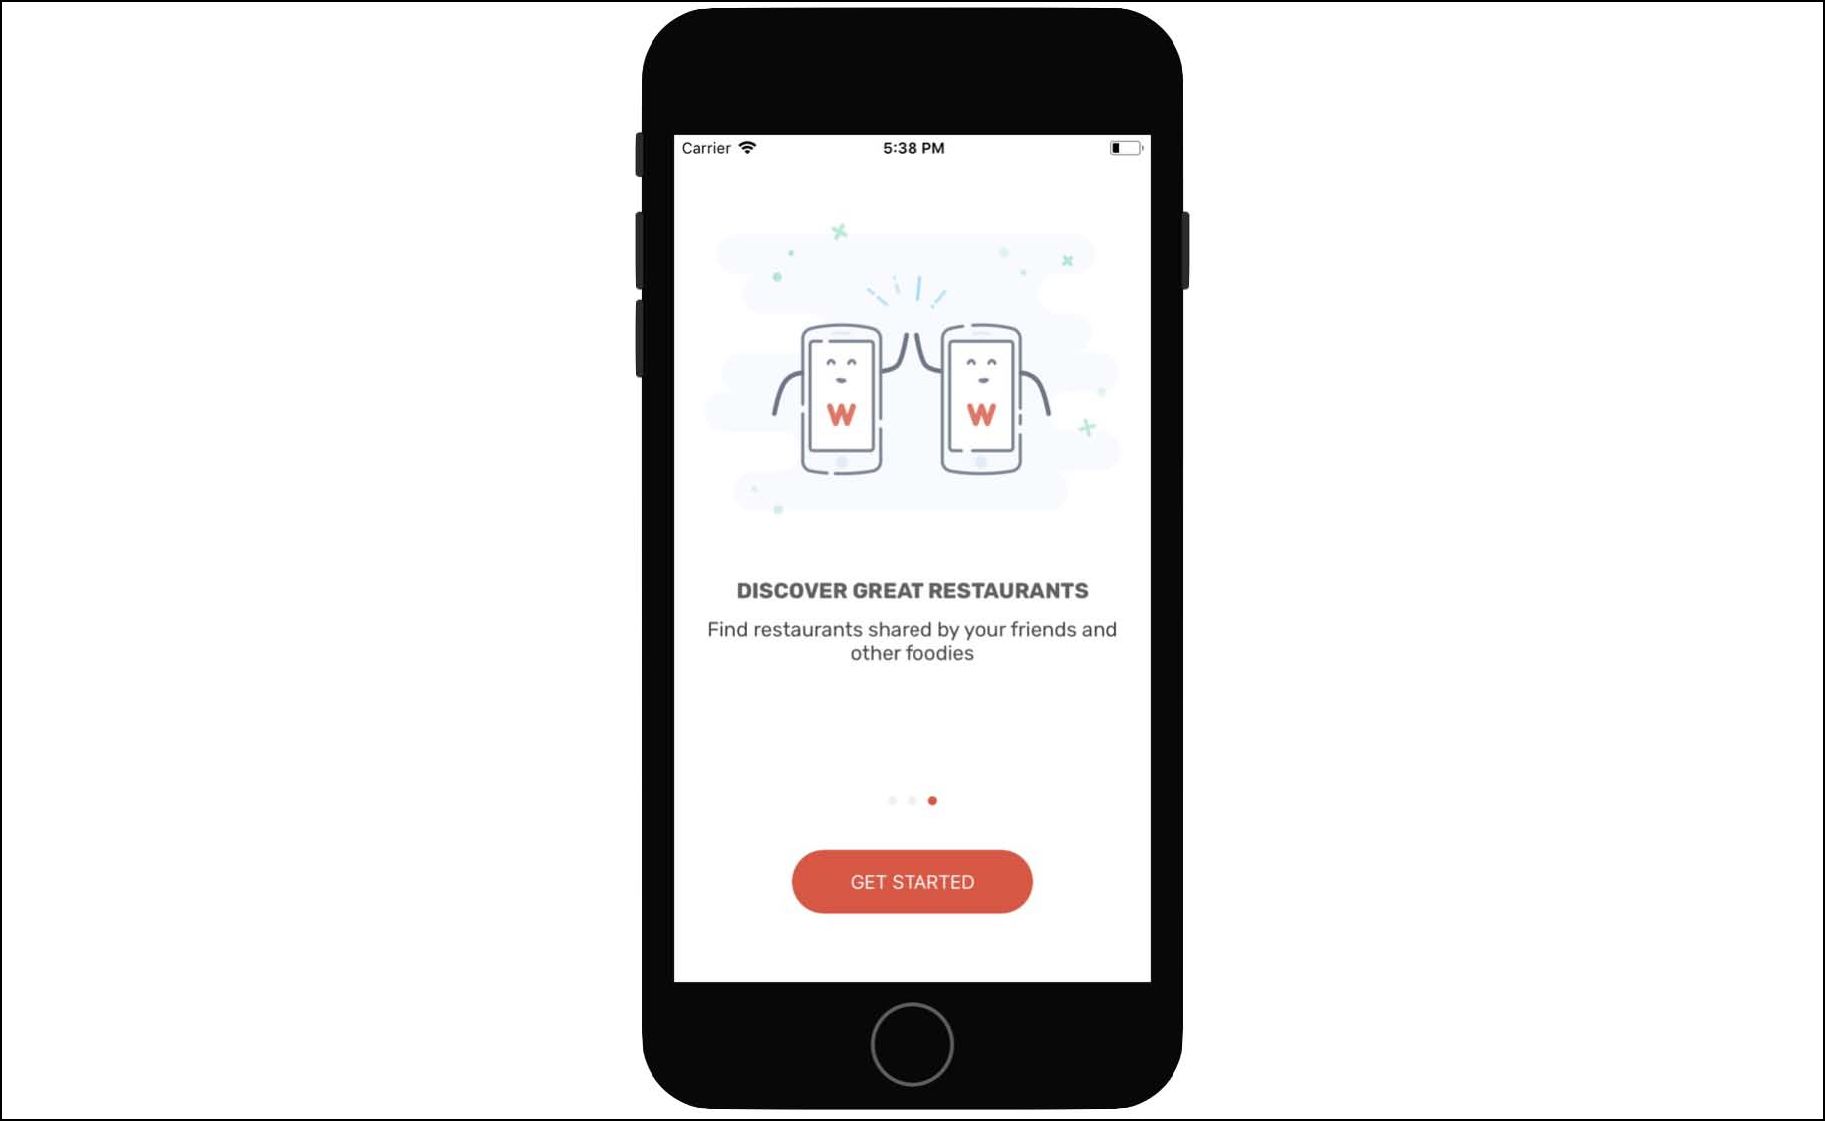 Carrier 5:38 PM
W W
DISCOVER GREAT RESTAURANTS
Find restaurants shared by your friends and
other foodies
GET STARTED